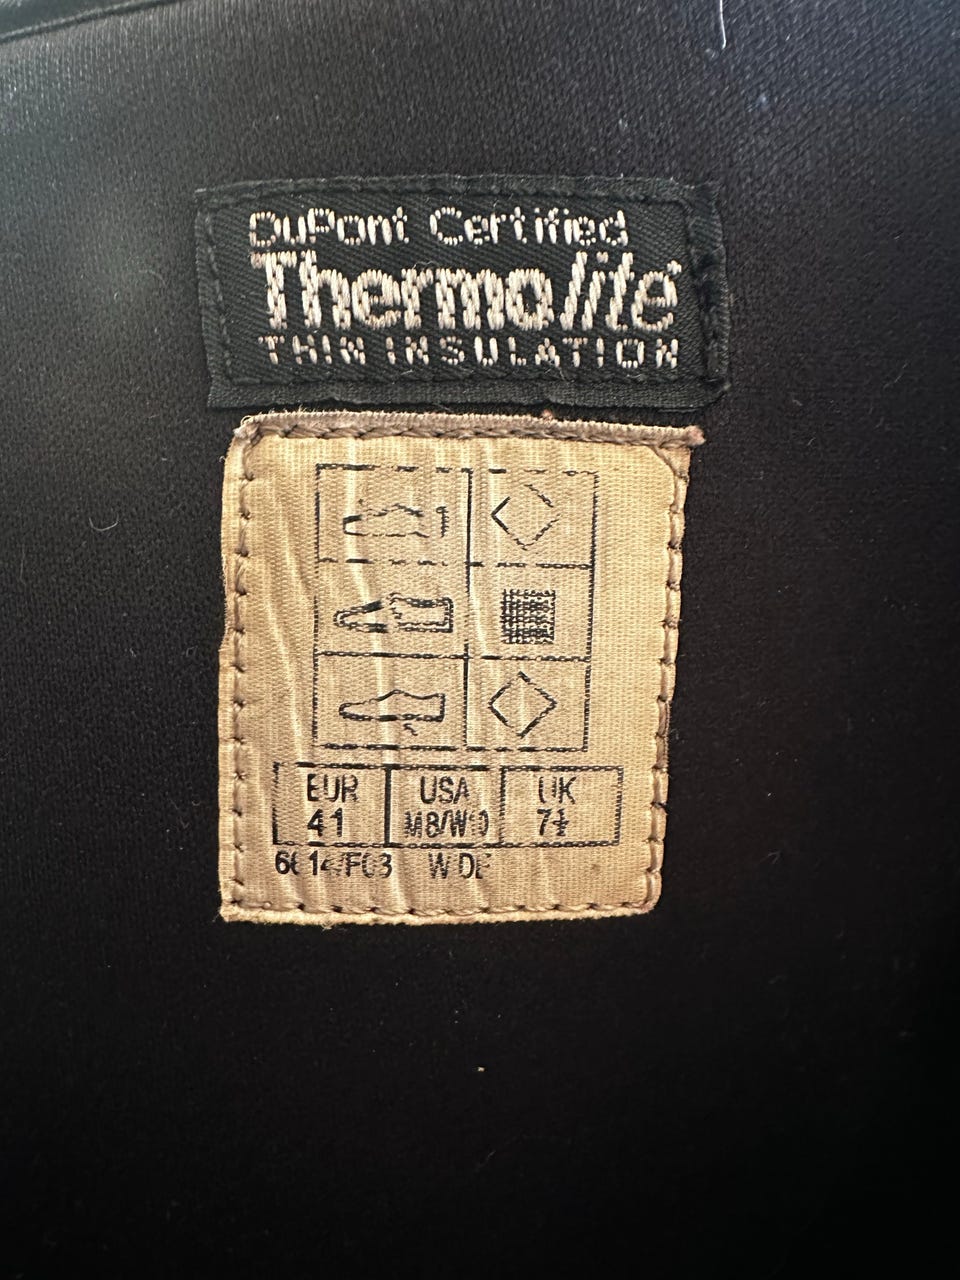 DuPont Certified
Thermolite®
THIN INSULATION
EUR USA UK
41 M8/W10 7½
WIDE